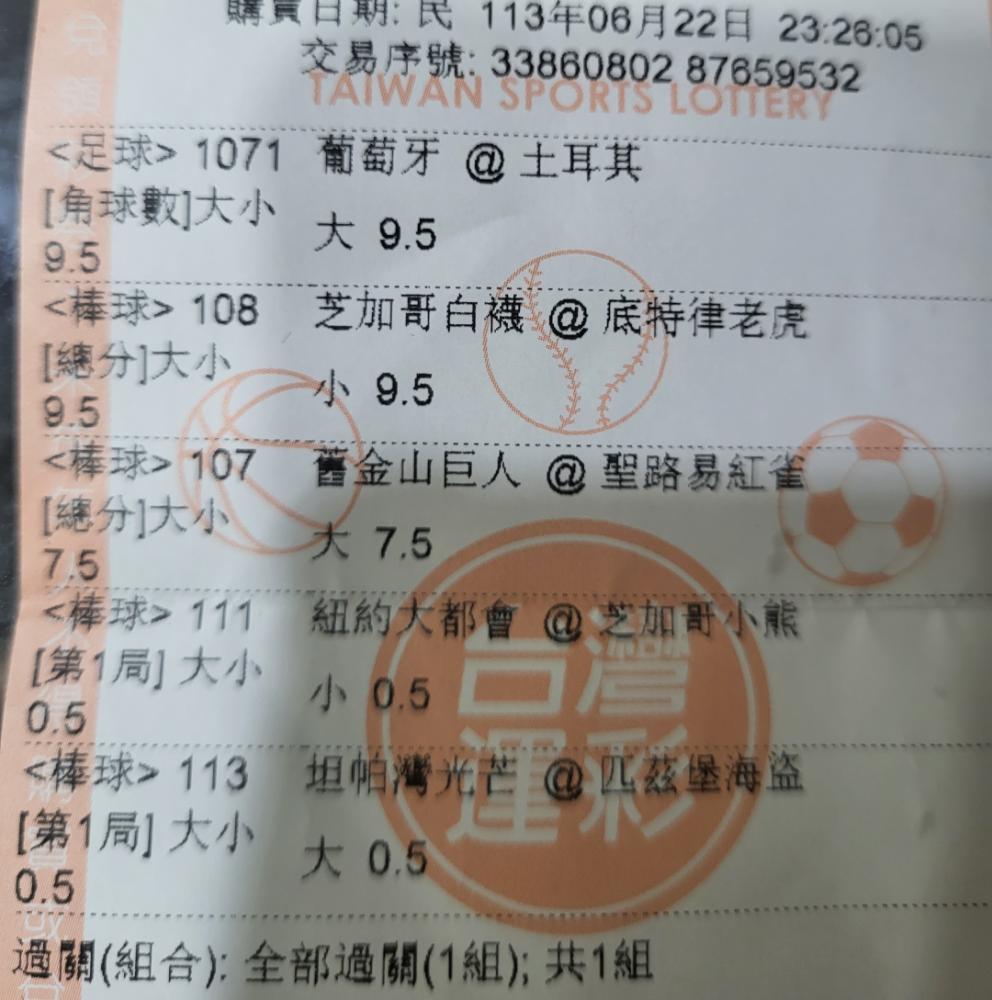 購買日期: 民 113年06月22日 23:26:05
交易序號: 33860802 87659532
TAIWAN SPORTS LOTTERY
<足球> 1071 葡萄牙 @ 土耳其
[角球數]大小 大 9.5
9.5
<棒球> 108 芝加哥白襪 @ 底特律老虎
[總分]大小 小 9.5
9.5
<棒球> 107 舊金山巨人 @ 聖路易紅雀
[總分]大小 大 7.5
7.5
<棒球> 111 紐約大都會 @ 芝加哥小熊
[第1局] 大小 小 0.5
0.5
<棒球> 113 坦帕灣光芒 @ 匹茲堡海盜
[第1局] 大小 大 0.5
0.5
台灣
運彩
過關(組合): 全部過關(1組); 共1組